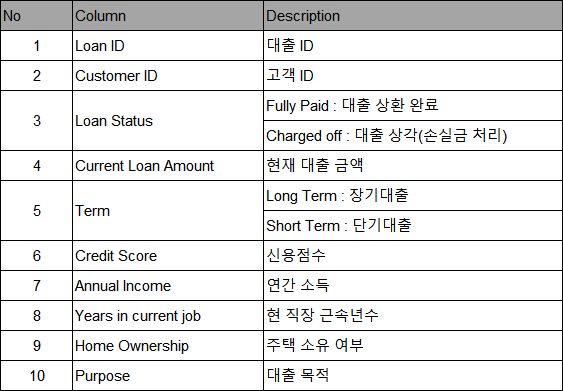 No Column Description
1 Loan ID 대출 ID
2 Customer ID 고객 ID
3 Loan Status Fully Paid : 대출 상환 완료
Charged off : 대출 상각(손실금 처리)
4 Current Loan Amount 현재 대출 금액
5 Term Long Term : 장기대출
Short Term : 단기대출
6 Credit Score 신용점수
7 Annual Income 연간 소득
8 Years in current job 현 직장 근속년수
9 Home Ownership 주택 소유 여부
10 Purpose 대출 목적